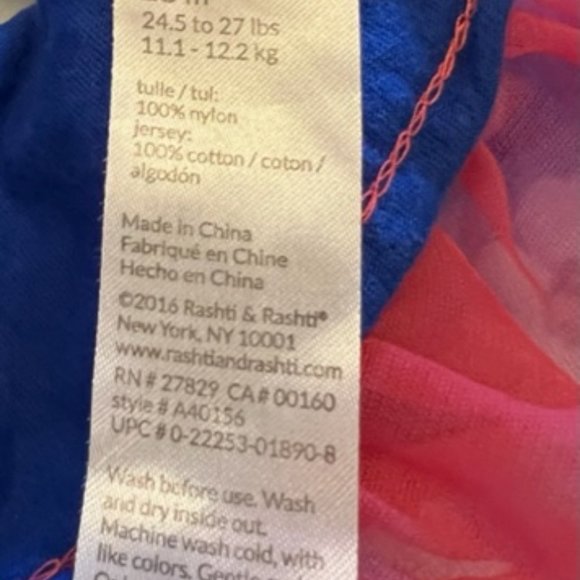 24.5 to 27 lbs
11.1 - 12.2 kg
tulle / tul:
100% nylon
jersey:
100% cotton / coton /
algodón
Made in China
Fabriqué en Chine
Hecho en China
©2016 Rashti & Rashti®
New York, NY 10001
www.rashtiandrashti.com
RN # 27829 CA# 00160
style # A40156
UPC # 0-22253-01890-8
Wash before use. Wash
and dry inside out.
Machine wash cold, with
like colors. Gentle